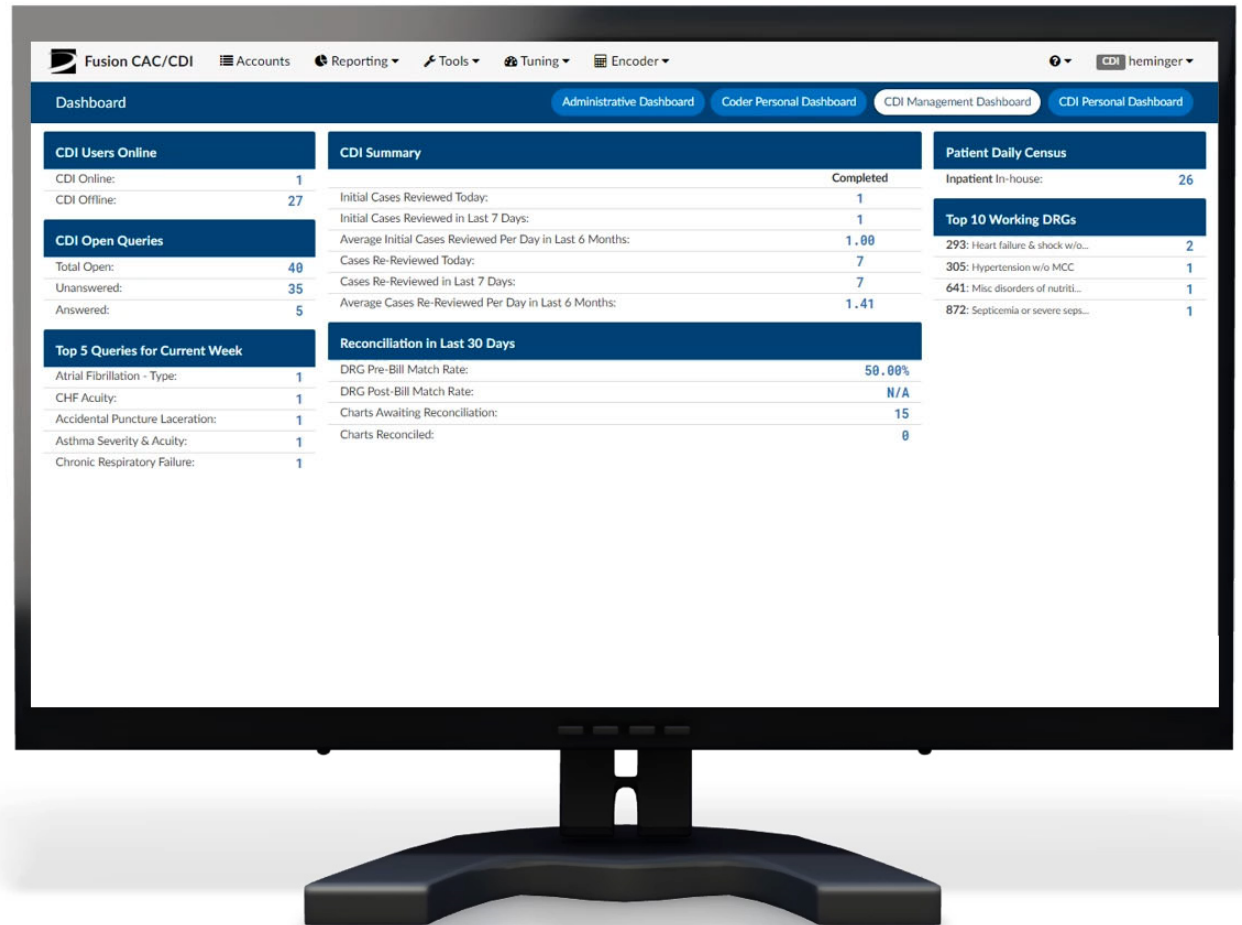 Fusion CAC/CDI Accounts Reporting Tools Tuning Encoder CDI heminger
Dashboard Administrative Dashboard Coder Personal Dashboard CDI Management Dashboard CDI Personal Dashboard
CDI Users Online
CDI Online: 1
CDI Offline: 27
CDI Open Queries
Total Open: 40
Unanswered: 35
Answered: 5
Top 5 Queries for Current Week
Atrial Fibrillation - Type: 1
CHF Acuity: 1
Accidental Puncture Laceration: 1
Asthma Severity & Acuity: 1
Chronic Respiratory Failure: 1
CDI Summary
Completed
Initial Cases Reviewed Today: 1
Initial Cases Reviewed in Last 7 Days: 1
Average Initial Cases Reviewed Per Day in Last 6 Months: 1.00
Cases Re-Reviewed Today: 7
Cases Re-Reviewed in Last 7 Days: 7
Average Cases Re-Reviewed Per Day in Last 6 Months: 1.41
Reconciliation in Last 30 Days
DRG Pre-Bill Match Rate: 50.00%
DRG Post-Bill Match Rate: N/A
Charts Awaiting Reconciliation: 15
Charts Reconciled: 0
Patient Daily Census
Inpatient In-house: 26
Top 10 Working DRGs
293: Heart failure & shock w/o... 2
305: Hypertension w/o MCC 1
641: Misc disorders of nutriti... 1
872: Septicemia or severe seps... 1